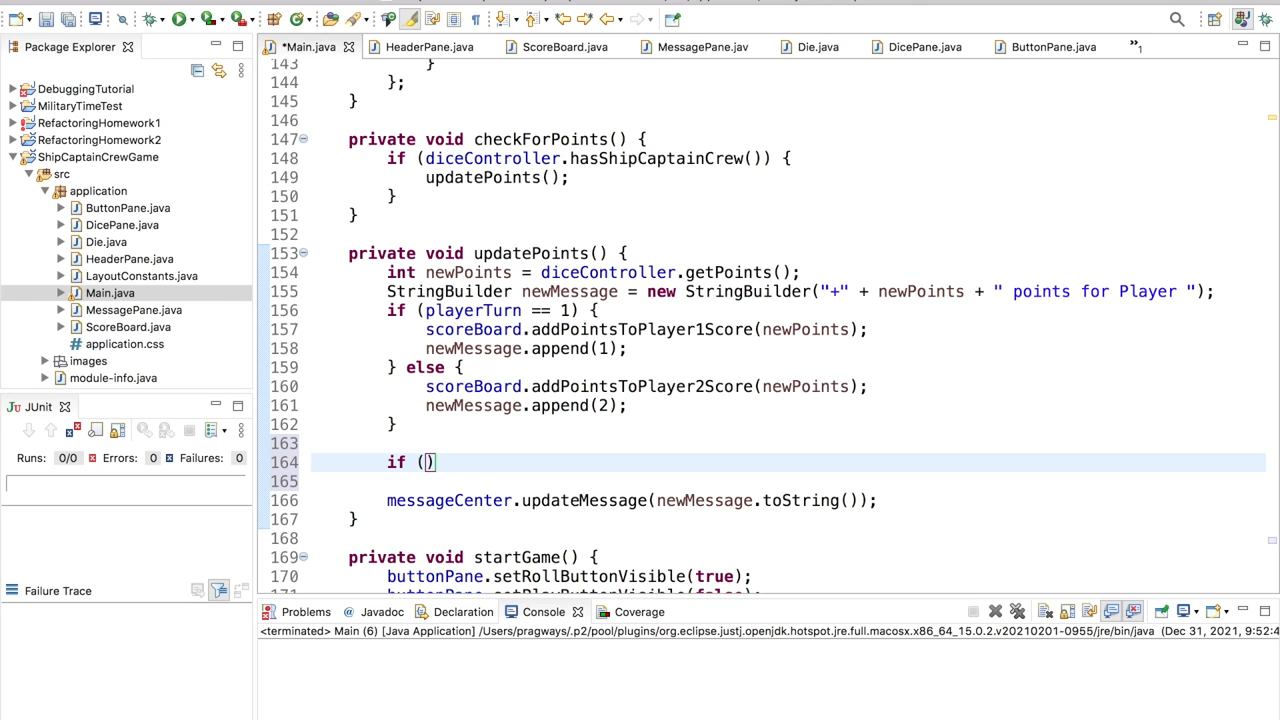 Package Explorer
*Main.java
HeaderPane.java
ScoreBoard.java
MessagePane.jav
Die.java
DicePane.java
ButtonPane.java
»1
DebuggingTutorial
MilitaryTimeTest
RefactoringHomework1
RefactoringHomework2
ShipCaptainCrewGame
src
application
ButtonPane.java
DicePane.java
Die.java
HeaderPane.java
LayoutConstants.java
Main.java
MessagePane.java
ScoreBoard.java
application.css
images
module-info.java
JUnit
Runs: 0/0 Errors: 0 Failures: 0
Failure Trace
143 }
144 };
145 }
146
147 private void checkForPoints() {
148 if (diceController.hasShipCaptainCrew()) {
149 updatePoints();
150 }
151 }
152
153 private void updatePoints() {
154 int newPoints = diceController.getPoints();
155 StringBuilder newMessage = new StringBuilder("+" + newPoints + " points for Player ");
156 if (playerTurn == 1) {
157 scoreBoard.addPointsToPlayer1Score(newPoints);
158 newMessage.append(1);
159 } else {
160 scoreBoard.addPointsToPlayer2Score(newPoints);
161 newMessage.append(2);
162 }
163
164 if ()
165
166 messageCenter.updateMessage(newMessage.toString());
167 }
168
169 private void startGame() {
170 buttonPane.setRollButtonVisible(true);
Problems
@ Javadoc
Declaration
Console
Coverage
<terminated> Main (6) [Java Application] /Users/pragways/.p2/pool/plugins/org.eclipse.justj.openjdk.hotspot.jre.full.macosx.x86_64_15.0.2.v20210201-0955/jre/bin/java (Dec 31, 2021, 9:52:4